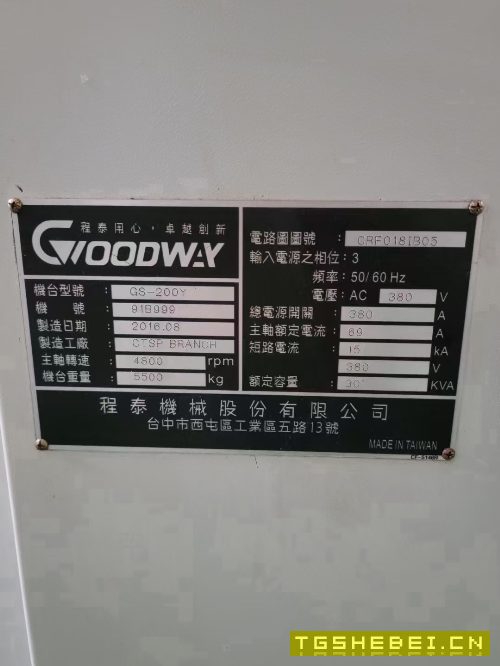 程泰用心，卓越創新
GOODWAY
機台型號：GS-200Y
機　號：91B999
製造日期：2016.08
製造工廠：CTSP BRANCH
主軸轉速：4800 rpm
機台重量：5500 kg
電路圖圖號：CRF018IB05
輸入電源之相位：3
頻率：50/60 Hz
電壓：AC 380 V
總電源開關：380 A
主軸額定電流：69 A
短路電流：15 kA
380 V
額定容量：30 KVA
程泰機械股份有限公司
台中市西屯區工業區五路13號
MADE IN TAIWAN
TGSHEBEI.CN